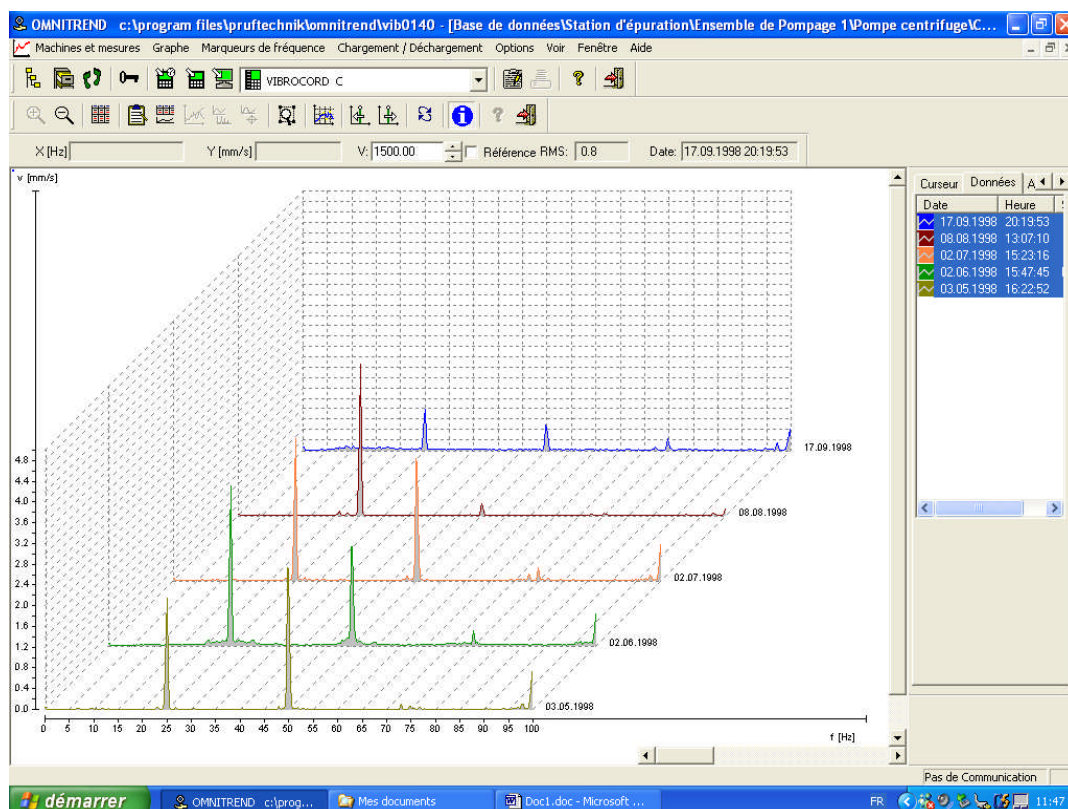 OMNITREND c:\program files\pruftechnik\omnitrend\vib0140 - [Base de données\Station d'épuration\Ensemble de Pompage 1\Pompe centrifuge\C...
Machines et mesures Graphe Marqueurs de fréquence Chargement / Déchargement Options Voir Fenêtre Aide
VIBROCORD C
X [Hz] Y [mm/s] V: 1500.00 Référence RMS: 0.8 Date: 17.09.1998 20:19:53
v [mm/s]
Curseur Données A
Date Heure
17.09.1998 20:19:53
08.08.1998 13:07:10
02.07.1998 15:23:16
02.06.1998 15:47:45
03.05.1998 16:22:52
17.09.1998
4.8
4.4
4.0
08.08.1998
3.6
3.2
2.8
02.07.1998
2.4
2.0
1.6
02.06.1998
1.2
0.8
0.4
0.0
03.05.1998
0 5 10 15 20 25 30 35 40 45 50 55 60 65 70 75 80 85 90 95 100
f [Hz]
Pas de Communication
démarrer OMNITREND c:\prog... Mes documents Doc1.doc - Microsoft ... FR 11:47